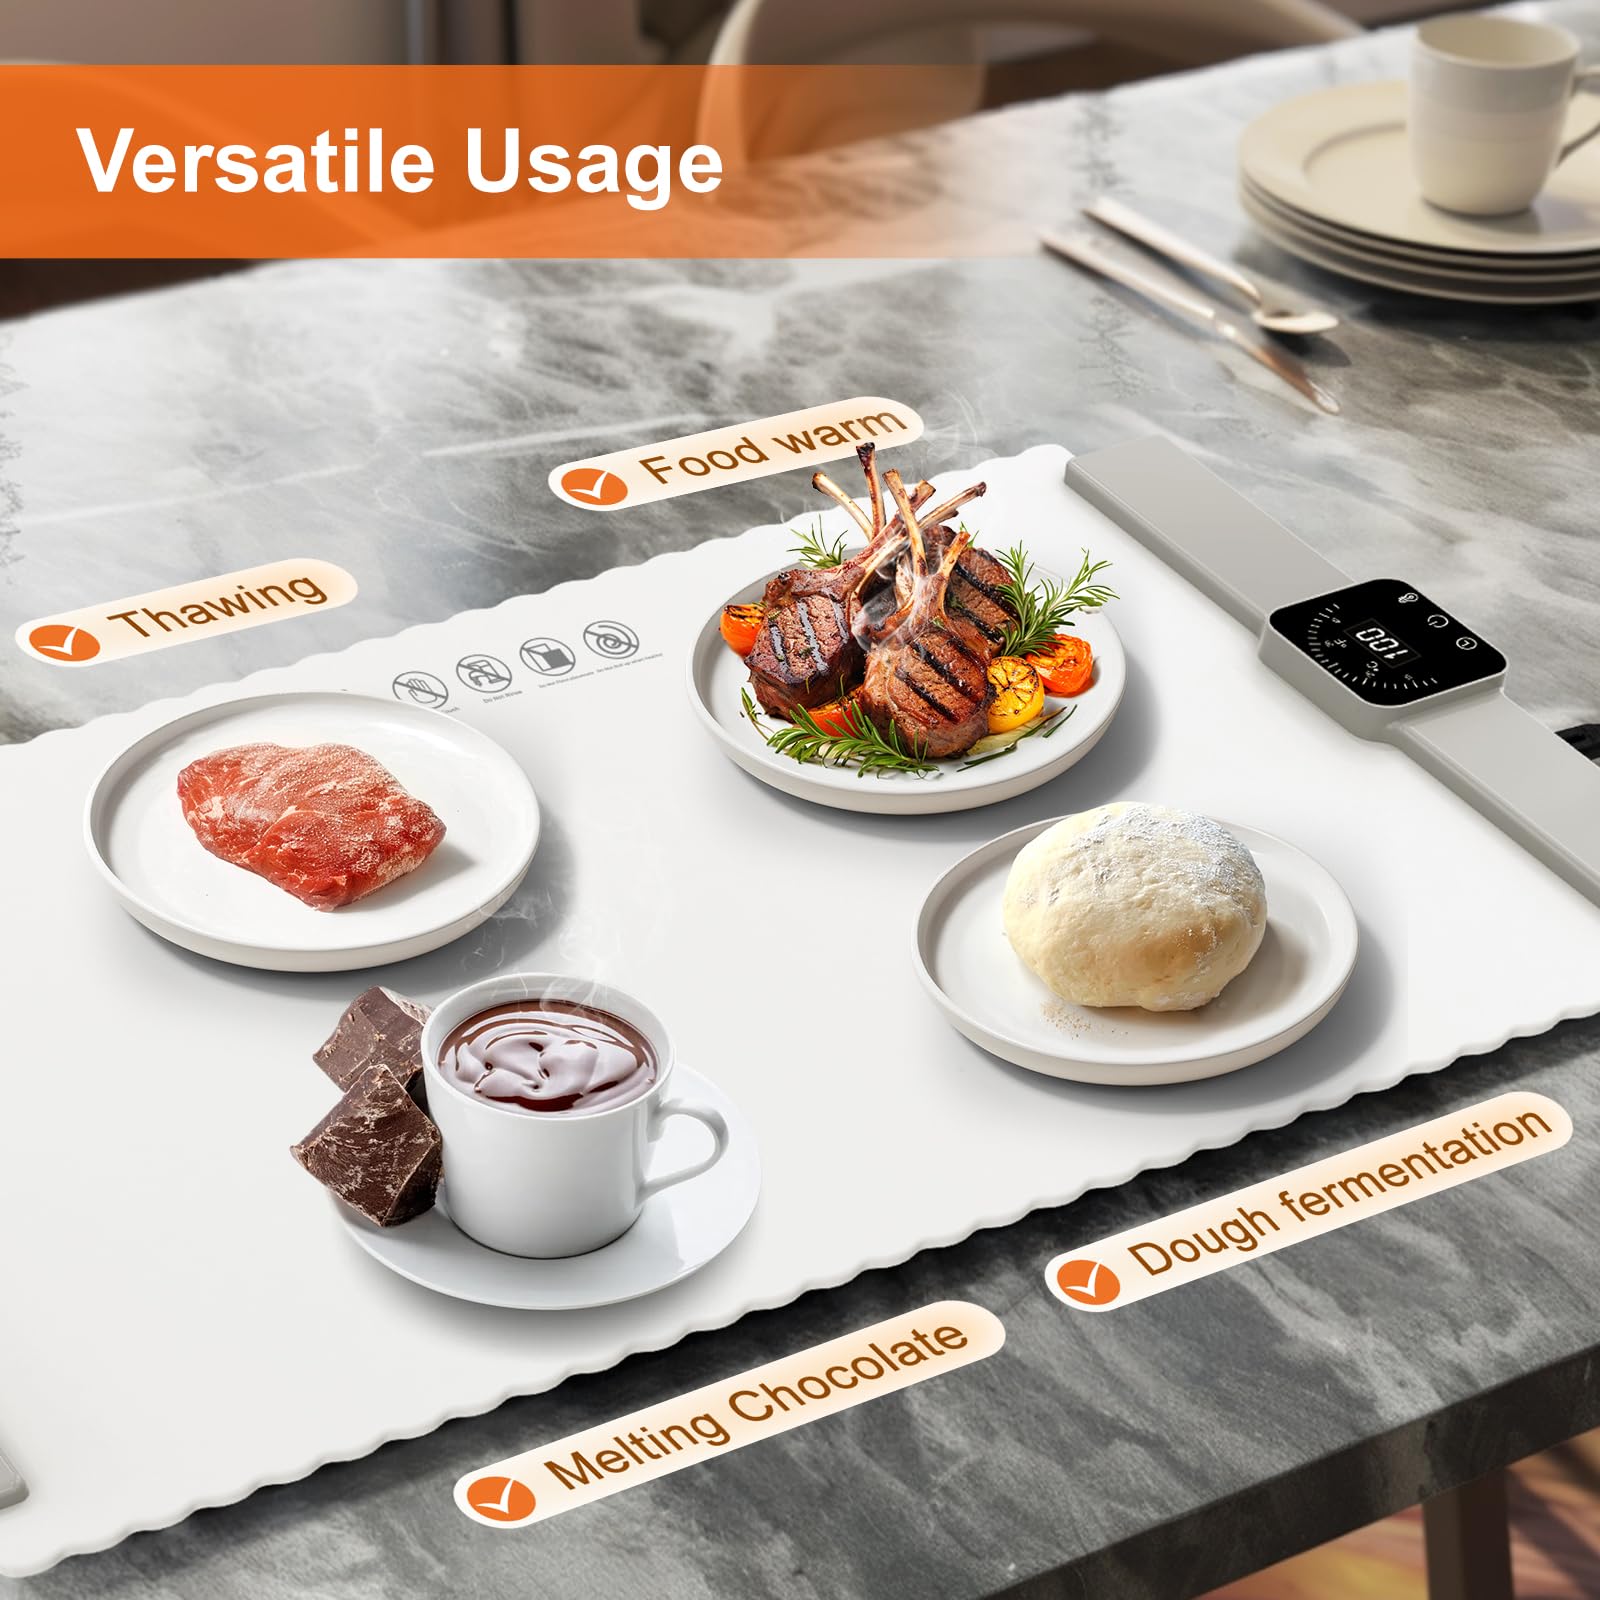 Versatile Usage
Food warm
Thawing
Do Not Rinse
100
°C
°F
Dough fermentation
Melting Chocolate